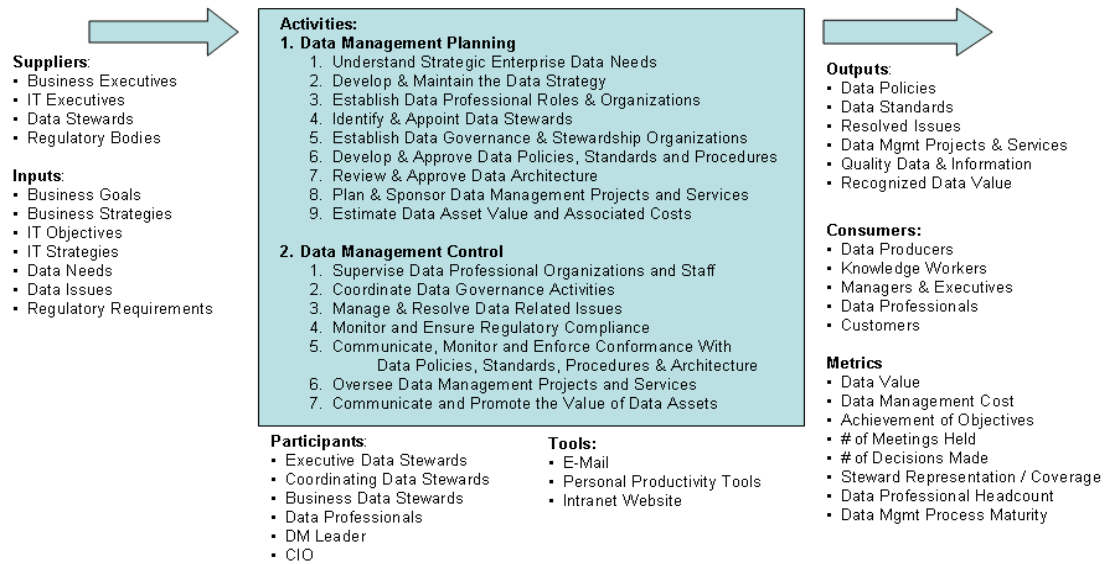 Suppliers:
▪ Business Executives
▪ IT Executives
▪ Data Stewards
▪ Regulatory Bodies
Inputs:
▪ Business Goals
▪ Business Strategies
▪ IT Objectives
▪ IT Strategies
▪ Data Needs
▪ Data Issues
▪ Regulatory Requirements
Activities:
1. Data Management Planning
1. Understand Strategic Enterprise Data Needs
2. Develop & Maintain the Data Strategy
3. Establish Data Professional Roles & Organizations
4. Identify & Appoint Data Stewards
5. Establish Data Governance & Stewardship Organizations
6. Develop & Approve Data Policies, Standards and Procedures
7. Review & Approve Data Architecture
8. Plan & Sponsor Data Management Projects and Services
9. Estimate Data Asset Value and Associated Costs
2. Data Management Control
1. Supervise Data Professional Organizations and Staff
2. Coordinate Data Governance Activities
3. Manage & Resolve Data Related Issues
4. Monitor and Ensure Regulatory Compliance
5. Communicate, Monitor and Enforce Conformance With
Data Policies, Standards, Procedures & Architecture
6. Oversee Data Management Projects and Services
7. Communicate and Promote the Value of Data Assets
Participants:
▪ Executive Data Stewards
▪ Coordinating Data Stewards
▪ Business Data Stewards
▪ Data Professionals
▪ DM Leader
▪ CIO
Tools:
▪ E-Mail
▪ Personal Productivity Tools
▪ Intranet Website
Outputs:
▪ Data Policies
▪ Data Standards
▪ Resolved Issues
▪ Data Mgmt Projects & Services
▪ Quality Data & Information
▪ Recognized Data Value
Consumers:
▪ Data Producers
▪ Knowledge Workers
▪ Managers & Executives
▪ Data Professionals
▪ Customers
Metrics
▪ Data Value
▪ Data Management Cost
▪ Achievement of Objectives
▪ # of Meetings Held
▪ # of Decisions Made
▪ Steward Representation / Coverage
▪ Data Professional Headcount
▪ Data Mgmt Process Maturity